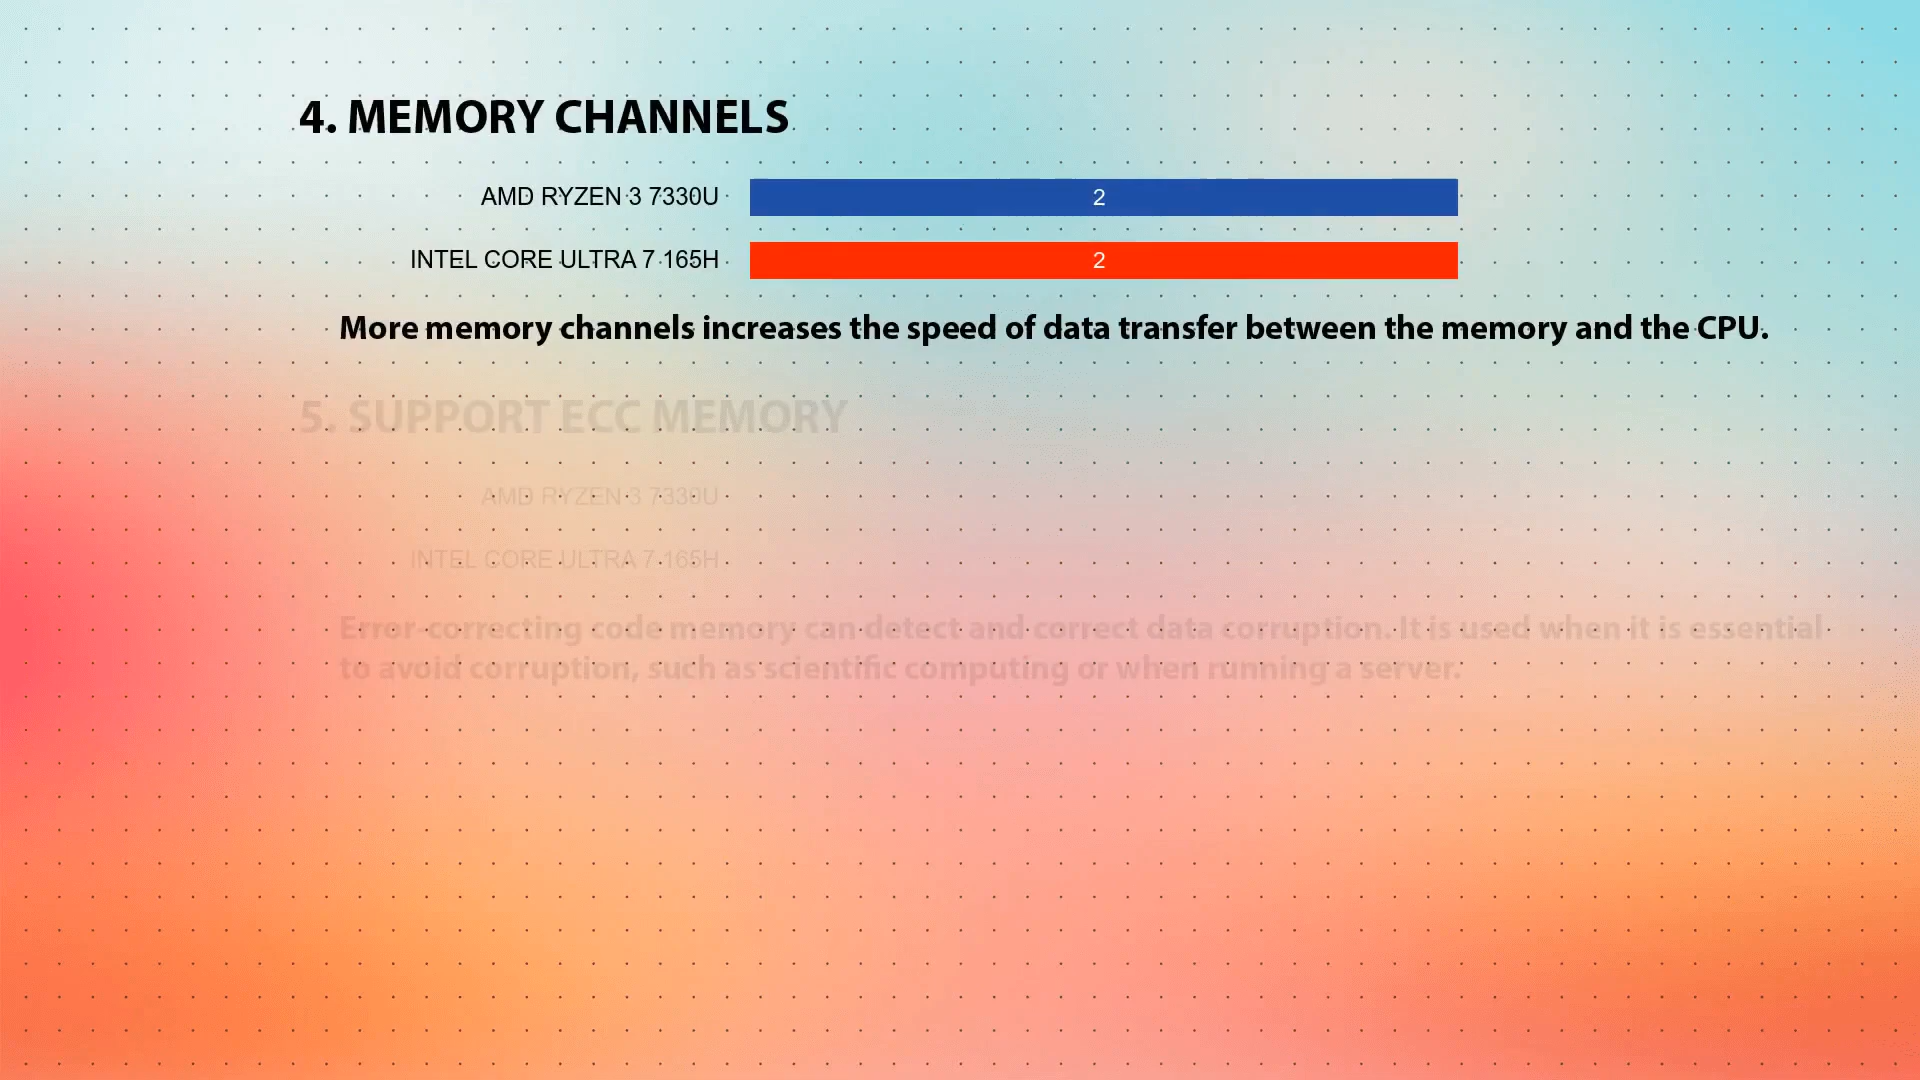 4. MEMORY CHANNELS
AMD RYZEN 3 7330U
2
INTEL CORE ULTRA 7 165H
2
More memory channels increases the speed of data transfer between the memory and the CPU.
5. SUPPORT ECC MEMORY
AMD RYZEN 3 7330U
INTEL CORE ULTRA 7 165H
Error-correcting code memory can detect and correct data corruption. It is used when it is essential
to avoid corruption, such as scientific computing or when running a server.